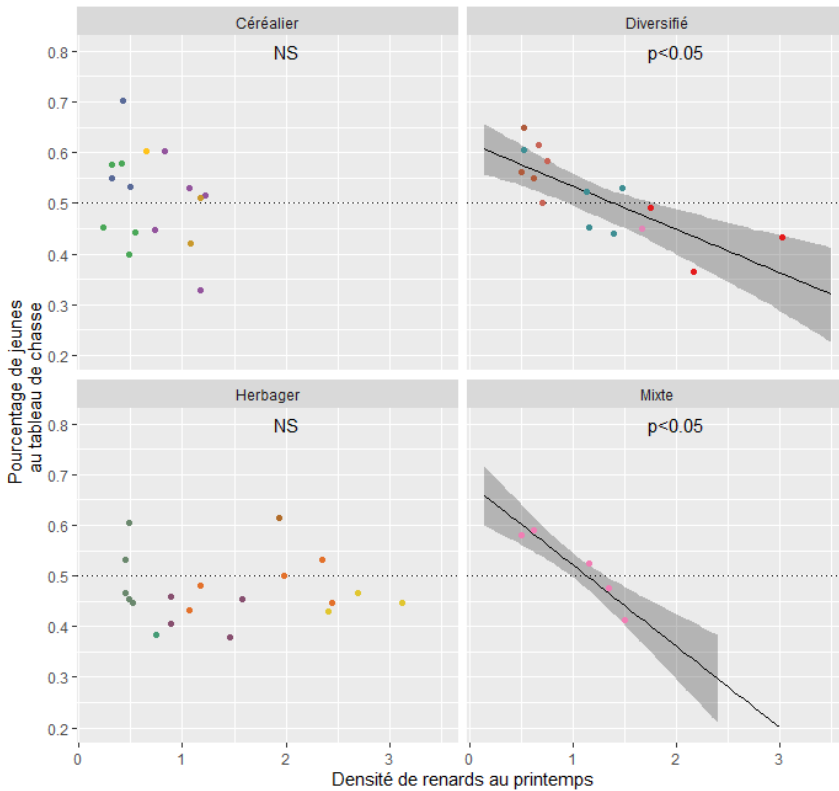 Céréalier
Diversifié
NS
p<0.05
0.8
0.7
0.6
0.5
0.4
0.3
0.2
Herbager
Mixte
NS
p<0.05
0.8
0.7
0.6
0.5
0.4
0.3
0.2
0 1 2 3
0 1 2 3
Pourcentage de jeunes
au tableau de chasse
Densité de renards au printemps